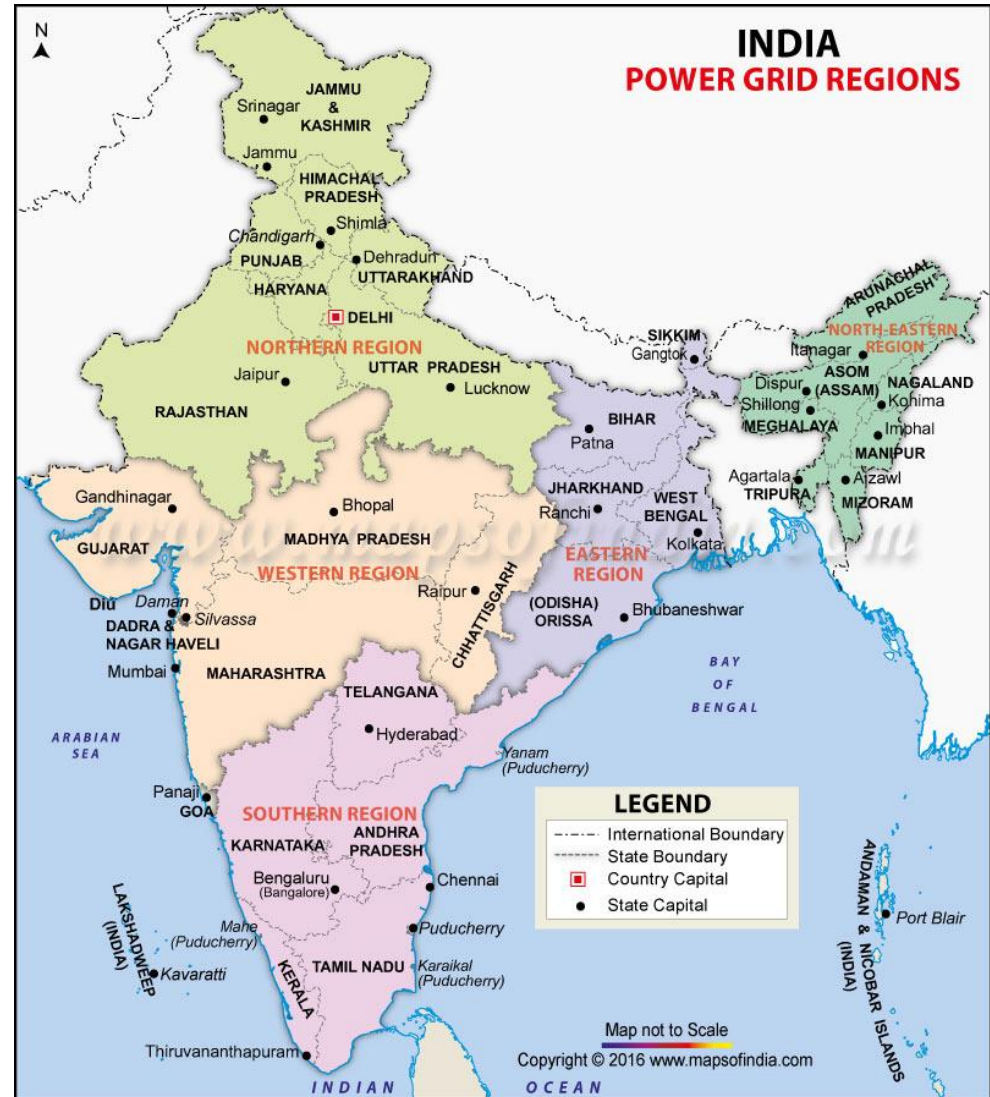 N
INDIA
POWER GRID REGIONS
JAMMU
&
KASHMIR
Srinagar
Jammu
HIMACHAL
PRADESH
Shimla
Chandigarh
PUNJAB
Dehradun
UTTARAKHAND
HARYANA
DELHI
NORTHERN REGION
UTTAR PRADESH
Jaipur
Lucknow
RAJASTHAN
SIKKIM
Gangtok
ARUNACHAL
PRADESH
NORTH-EASTERN
REGION
Itanagar
ASOM
(ASSAM)
Dispur
NAGALAND
Shillong
Kohima
MEGHALAYA
Imphal
MANIPUR
Agartala
Aizawl
TRIPURA
MIZORAM
BIHAR
Patna
JHARKHAND
Ranchi
WEST
BENGAL
Kolkata
EASTERN
REGION
(ODISHA)
ORISSA
Bhubaneshwar
Gandhinagar
Bhopal
GUJARAT
MADHYA PRADESH
www.mapsofindia.com
WESTERN REGION
Raipur
CHHATTISGARH
Diu
Daman
Silvassa
DADRA &
NAGAR HAVELI
Mumbai
MAHARASHTRA
TELANGANA
Hyderabad
Yanam
(Puducherry)
BAY
OF
BENGAL
ARABIAN
SEA
Panaji
GOA
SOUTHERN REGION
KARNATAKA
ANDHRA
PRADESH
Bengaluru
(Bangalore)
Chennai
Mahe
(Puducherry)
Puducherry
TAMIL NADU
Karaikal
(Puducherry)
KERALA
LAKSHADWEEP
(INDIA)
Kavaratti
Thiruvananthapuram
LEGEND
International Boundary
State Boundary
Country Capital
State Capital
ANDAMAN & NICOBAR ISLANDS
(INDIA)
Port Blair
Map not to Scale
Copyright © 2016 www.mapsofindia.com
INDIAN OCEAN